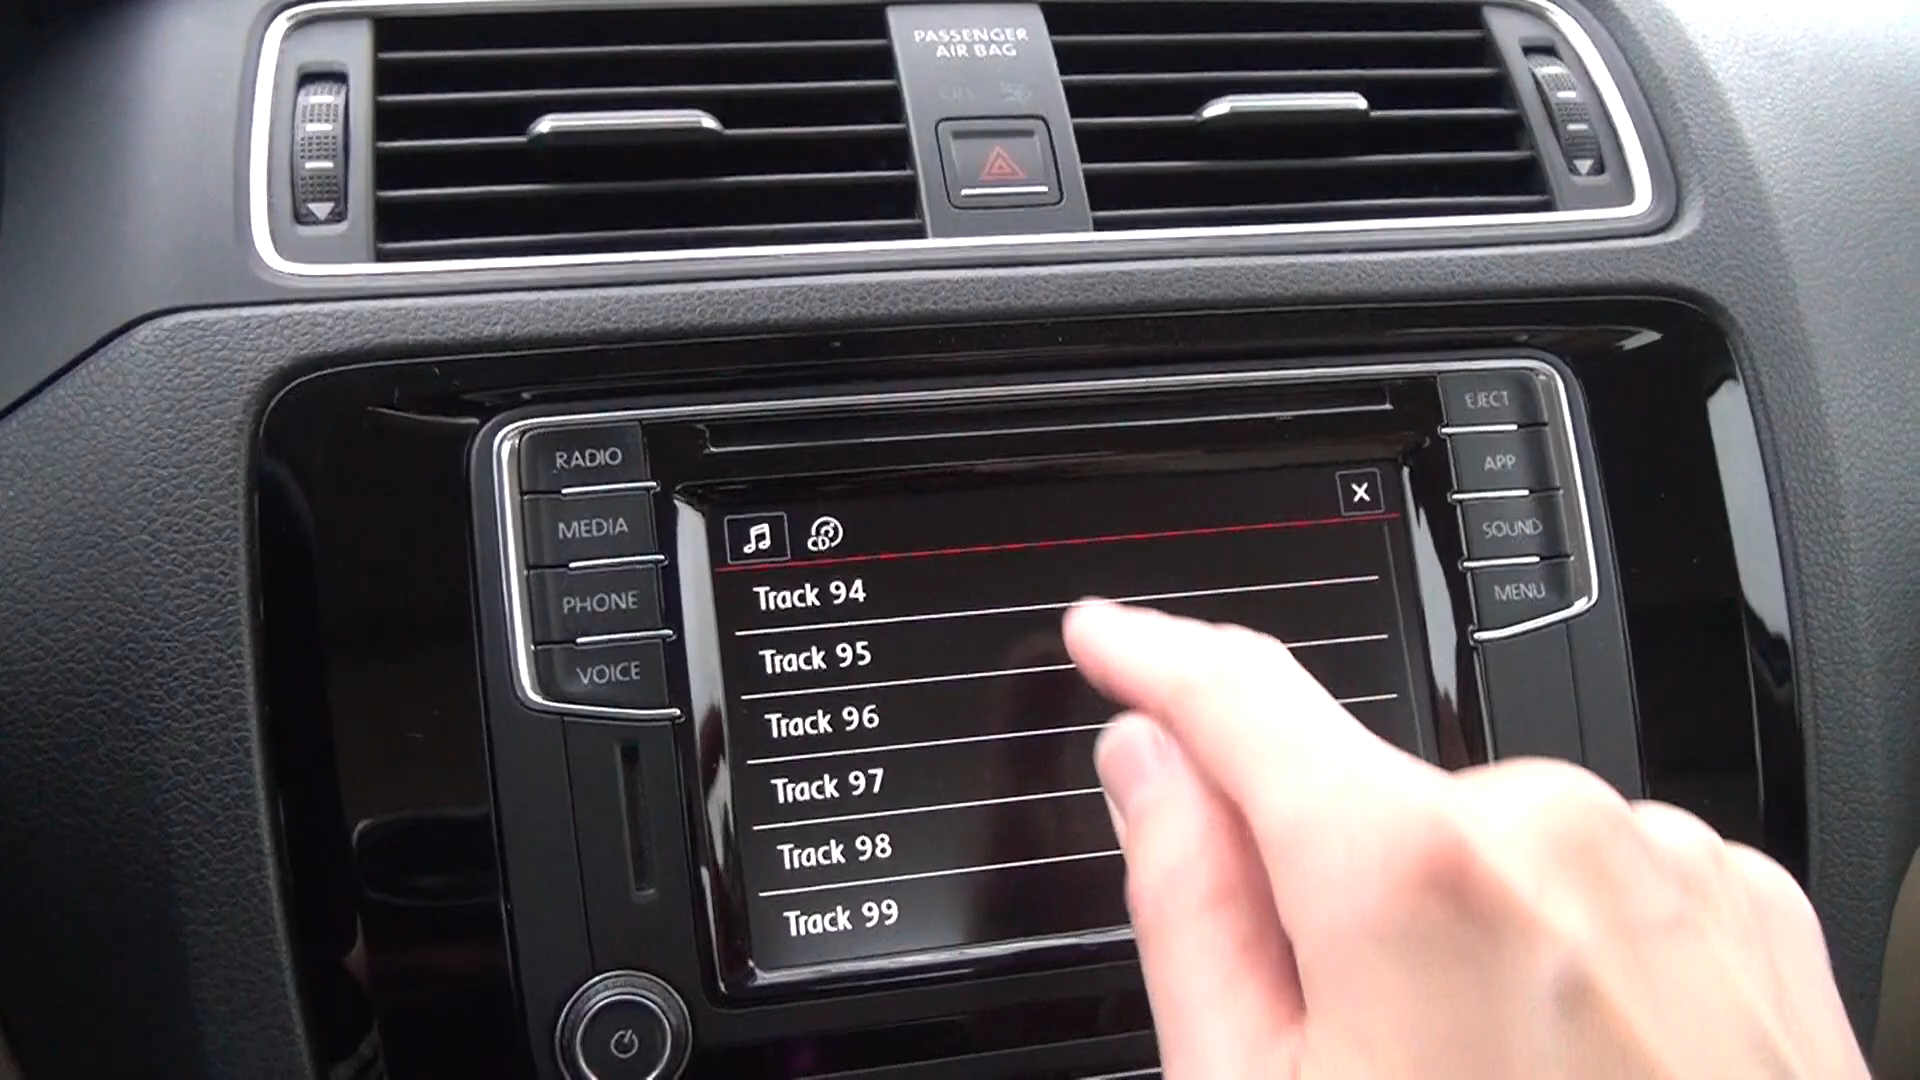 PASSENGER
AIR BAG
RADIO
MEDIA
PHONE
VOICE
EJECT
APP
SOUND
MENU
CD
Track 94
Track 95
Track 96
Track 97
Track 98
Track 99